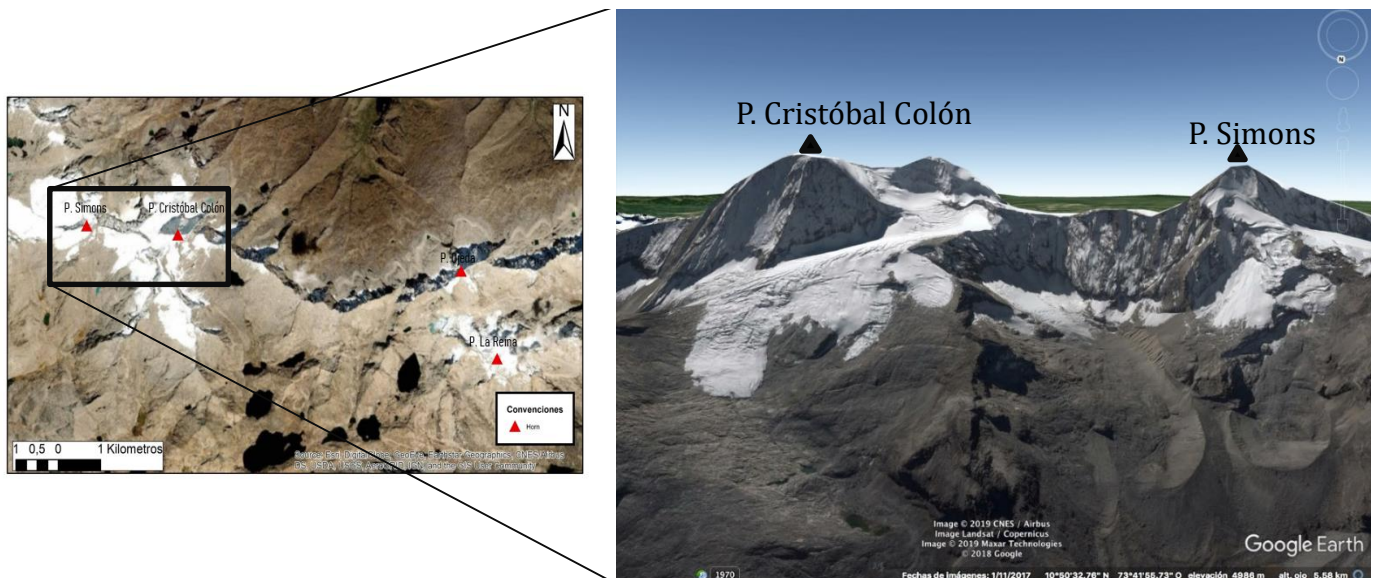 N
P. Simons
P. Cristóbal Colón
P. Ojeda
P. La Reina
Convenciones
Horn
1 0,5 0 1 Kilometros
P. Cristóbal Colón
P. Simons
N
Image © 2019 CNES / Airbus
Image Landsat / Copernicus
Image © 2019 Maxar Technologies
© 2018 Google
Google Earth
1970
Fechas de imágenes: 1/11/2017 10°50'32.76" N 73°41'55.73" O elevación 4986 m alt. ojo 5.58 km